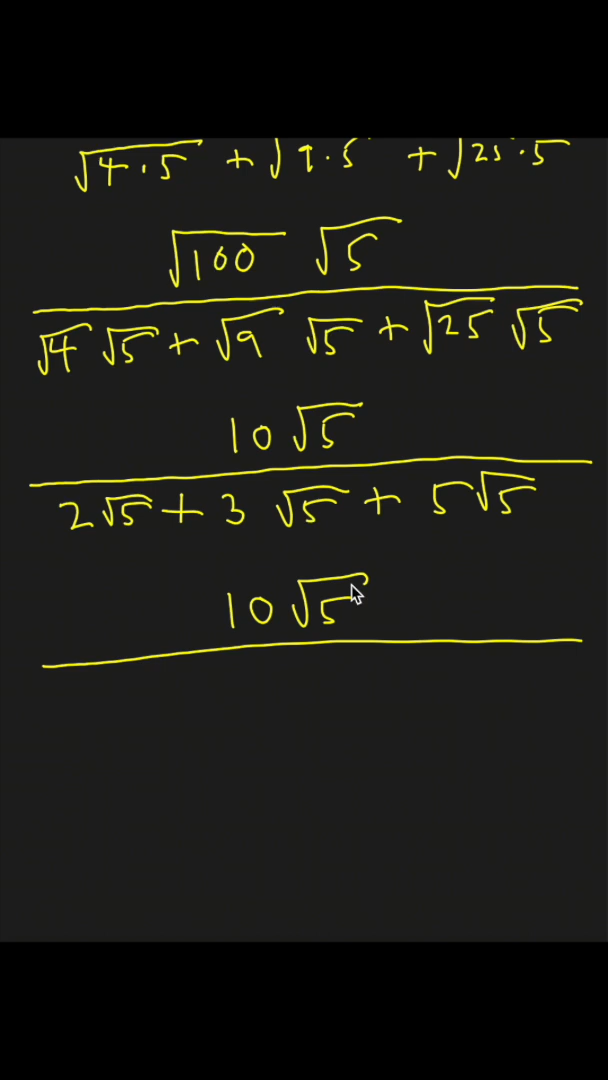 √4·5 + √9·5 + √25·5
√100 √5
√4 √5 + √9 √5 + √25 √5
10 √5
2√5 + 3 √5 + 5√5
10 √5